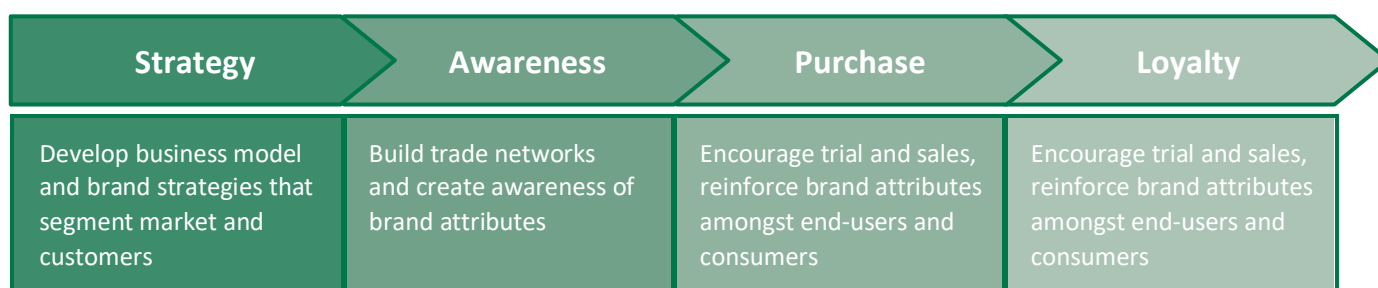 Strategy
Awareness
Purchase
Loyalty
Develop business model
and brand strategies that
segment market and
customers
Build trade networks
and create awareness of
brand attributes
Encourage trial and sales,
reinforce brand attributes
amongst end-users and
consumers
Encourage trial and sales,
reinforce brand attributes
amongst end-users and
consumers